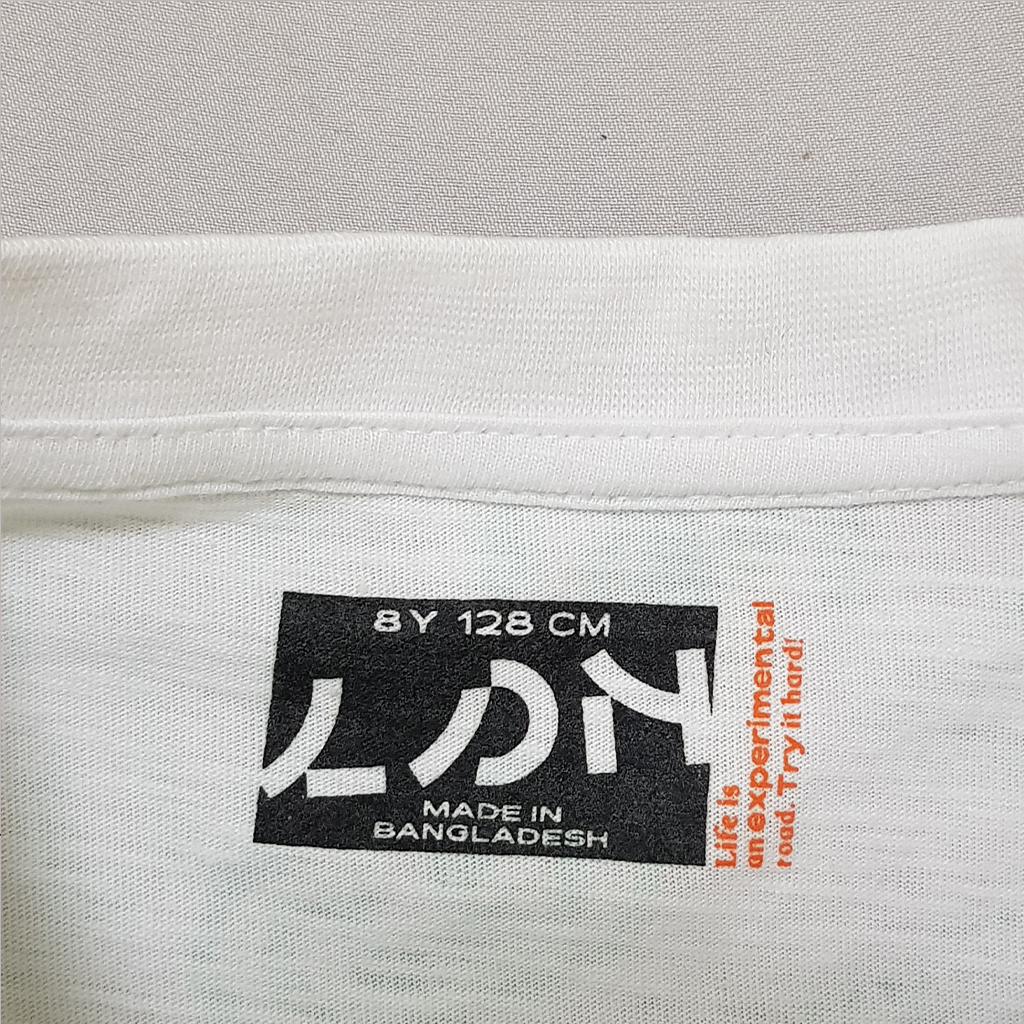 8Y 128 CM
LDN
MADE IN
BANGLADESH
Life is
an experimental
road. Try it hard!